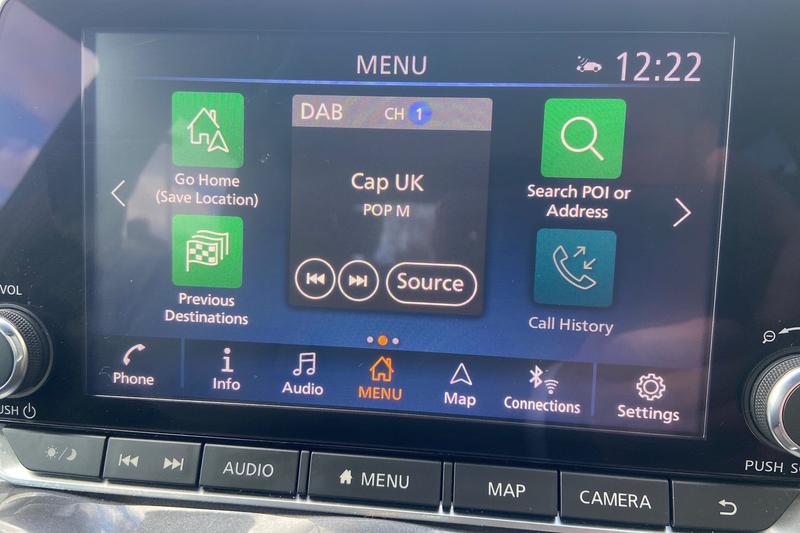 MENU
12:22
Go Home
(Save Location)
Previous
Destinations
DAB CH 1
Cap UK
POP M
Source
Search POI or
Address
Call History
Phone
Info
Audio
MENU
Map
Connections
Settings
VOL
PUSH
AUDIO
MENU
MAP
CAMERA
PUSH